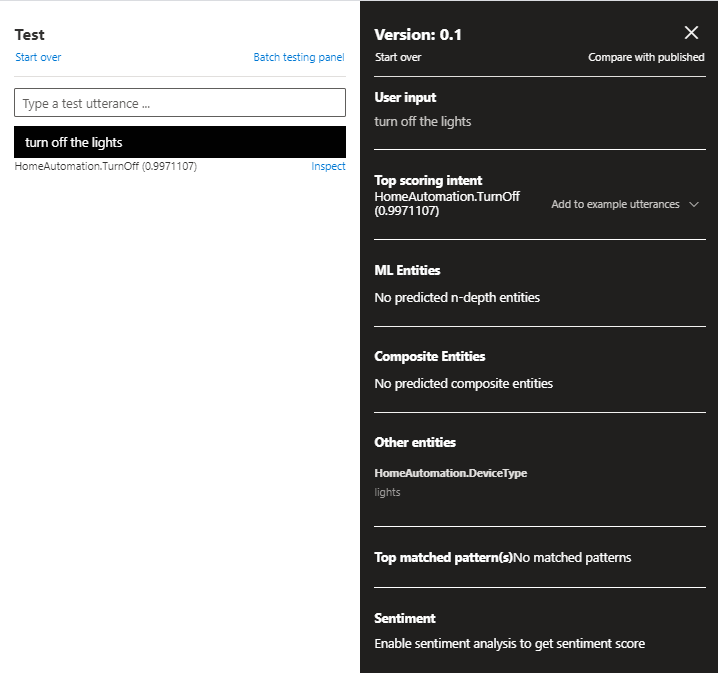 Test
Start over
Batch testing panel
Type a test utterance ...
turn off the lights
HomeAutomation.TurnOff (0.9971107)
Inspect
Version: 0.1
Start over
Compare with published
User input
turn off the lights
Top scoring intent
HomeAutomation.TurnOff
(0.9971107)
Add to example utterances
ML Entities
No predicted n-depth entities
Composite Entities
No predicted composite entities
Other entities
HomeAutomation.DeviceType
lights
Top matched pattern(s)No matched patterns
Sentiment
Enable sentiment analysis to get sentiment score